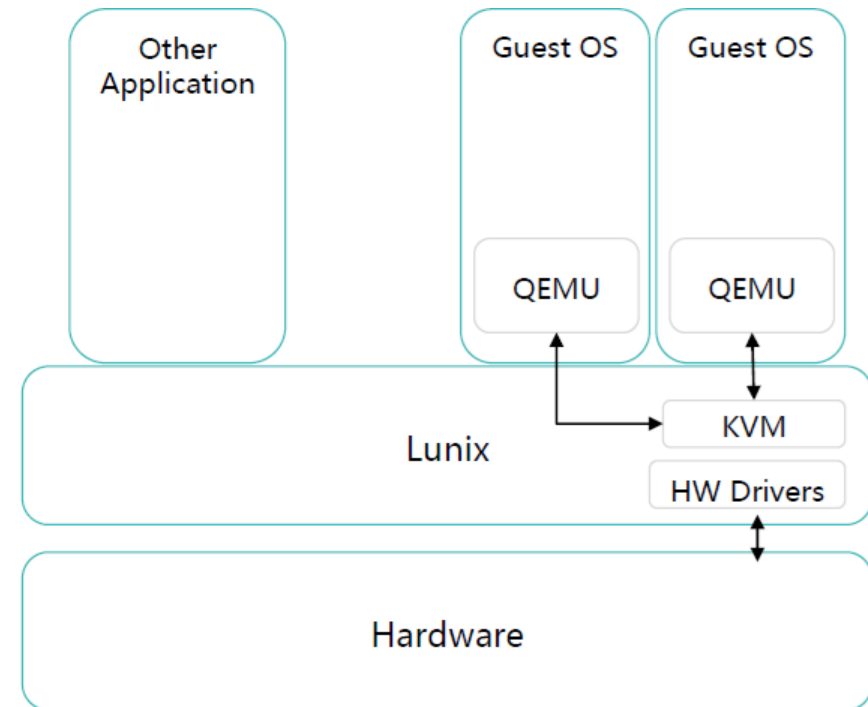 Other
Application
Guest OS
Guest OS
QEMU
QEMU
KVM
Lunix
HW Drivers
Hardware